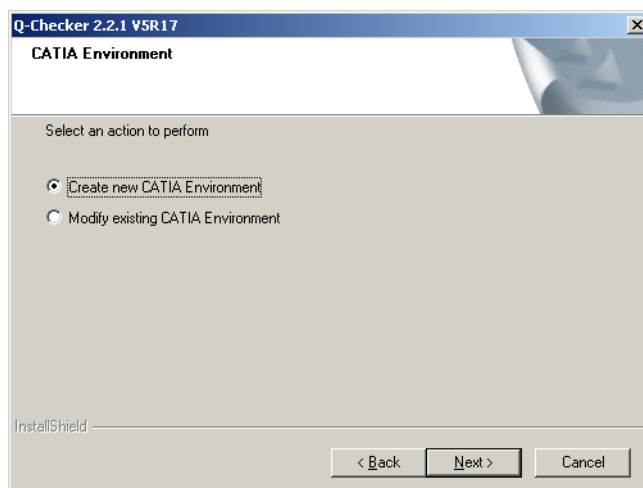 Q-Checker 2.2.1 V5R17
CATIA Environment
Select an action to perform
Create new CATIA Environment
Modify existing CATIA Environment
InstallShield
< Back
Next >
Cancel